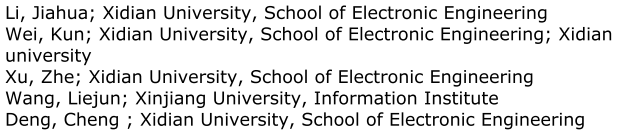 Li, Jiahua; Xidian University, School of Electronic Engineering
Wei, Kun; Xidian University, School of Electronic Engineering; Xidian
university
Xu, Zhe; Xidian University, School of Electronic Engineering
Wang, Liejun; Xinjiang University, Information Institute
Deng, Cheng ; Xidian University, School of Electronic Engineering